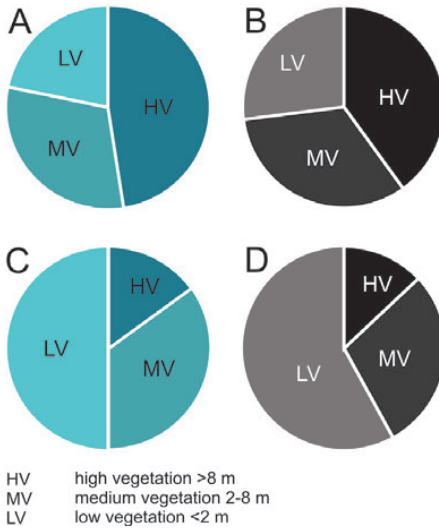 A
B
LV
HV
MV
LV
HV
MV
C
D
HV
LV
MV
HV
MV
LV
HV high vegetation >8 m
MV medium vegetation 2-8 m
LV low vegetation <2 m